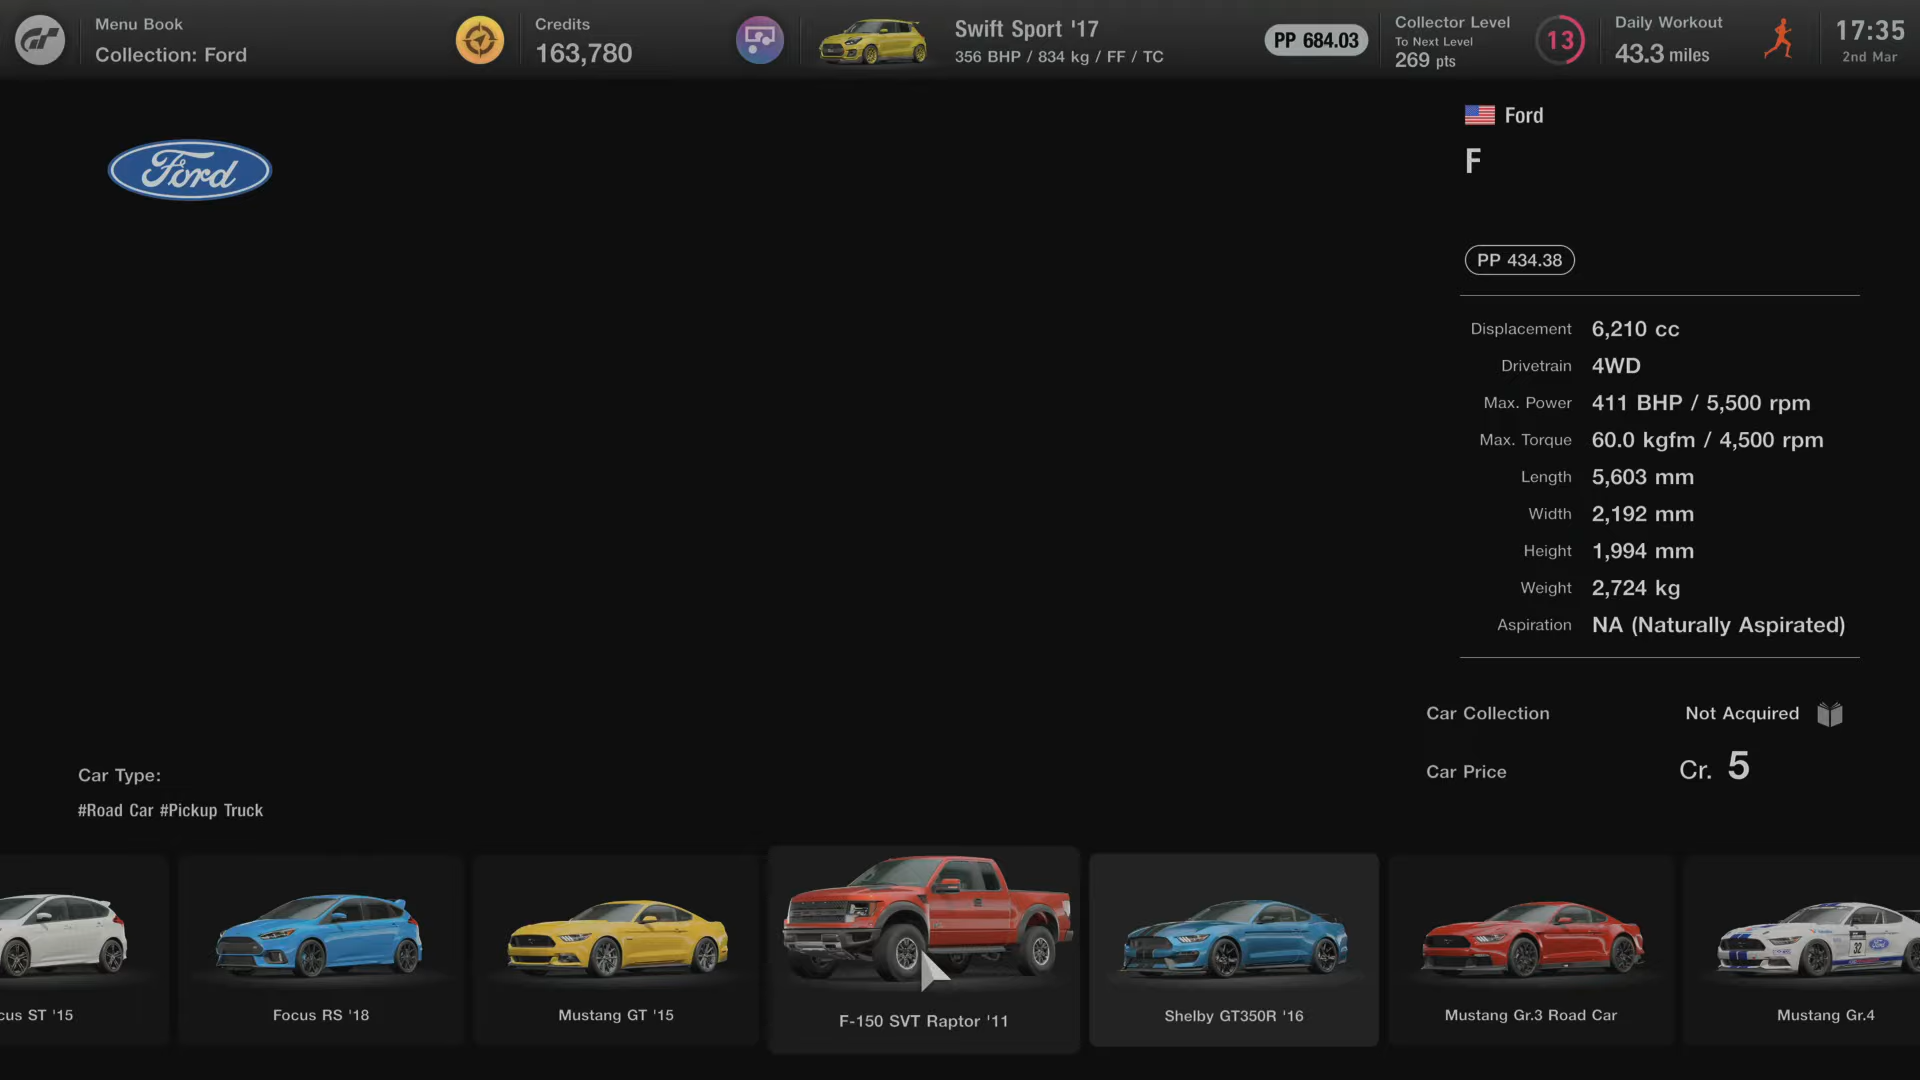 Menu Book
Collection: Ford
Credits
163,780
Swift Sport '17
356 BHP / 834 kg / FF / TC
PP 684.03
Collector Level
To Next Level
269 pts
13
Daily Workout
43.3 miles
17:35
2nd Mar
Ford
Ford
F
PP 434.38
Displacement 6,210 cc
Drivetrain 4WD
Max. Power 411 BHP / 5,500 rpm
Max. Torque 60.0 kgfm / 4,500 rpm
Length 5,603 mm
Width 2,192 mm
Height 1,994 mm
Weight 2,724 kg
Aspiration NA (Naturally Aspirated)
Car Collection Not Acquired
Car Price Cr. 5
Car Type:
#Road Car #Pickup Truck
cus ST '15
Focus RS '18
Mustang GT '15
F-150 SVT Raptor '11
Shelby GT350R '16
Mustang Gr.3 Road Car
32
Mustang Gr.4